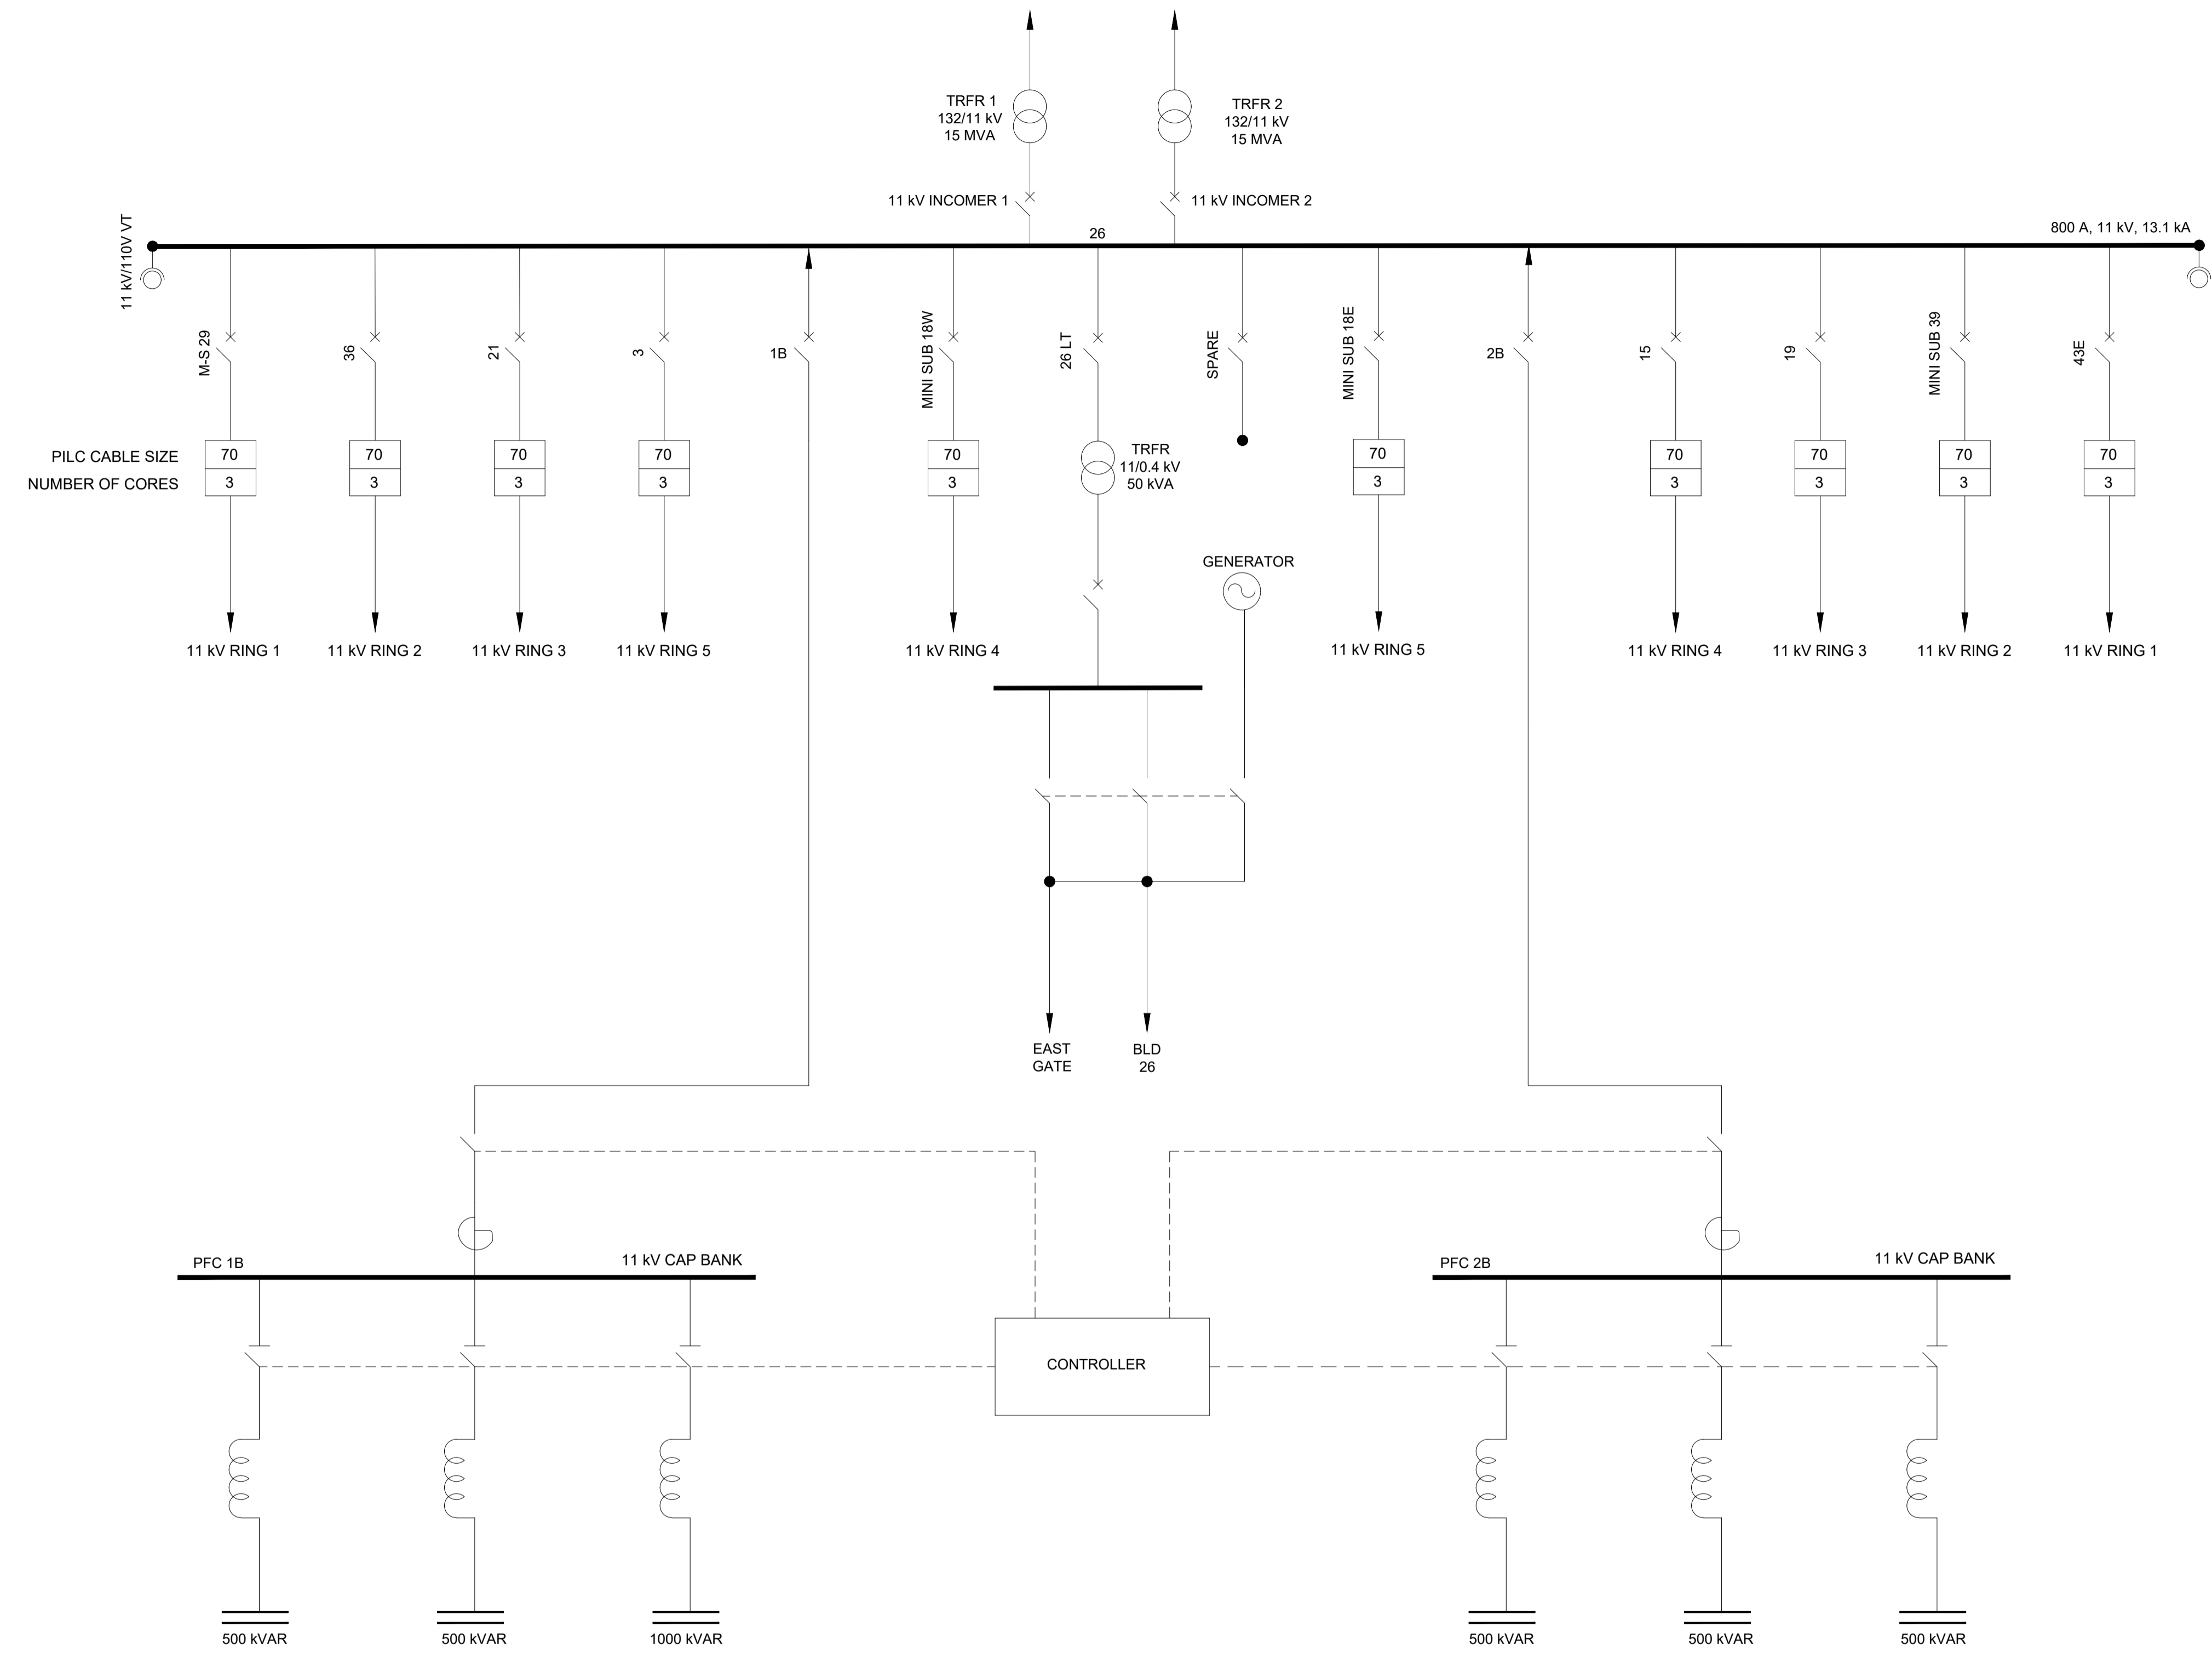 TRFR 1
132/11 kV
15 MVA
TRFR 2
132/11 kV
15 MVA
11 kV INCOMER 1
11 kV INCOMER 2
11 kV/110V VT
26
800 A, 11 kV, 13.1 kA
M-S 29
36
21
3
1B
MINI SUB 18W
26 LT
SPARE
MINI SUB 18E
2B
15
19
MINI SUB 39
43E
PILC CABLE SIZE
70
70
70
70
70
70
70
70
70
70
NUMBER OF CORES
3
3
3
3
3
3
3
3
3
3
TRFR
11/0.4 kV
50 kVA
GENERATOR
11 kV RING 1
11 kV RING 2
11 kV RING 3
11 kV RING 5
11 kV RING 4
11 kV RING 5
11 kV RING 4
11 kV RING 3
11 kV RING 2
11 kV RING 1
EAST
GATE
BLD
26
PFC 1B
11 kV CAP BANK
PFC 2B
11 kV CAP BANK
CONTROLLER
500 kVAR
500 kVAR
1000 kVAR
500 kVAR
500 kVAR
500 kVAR